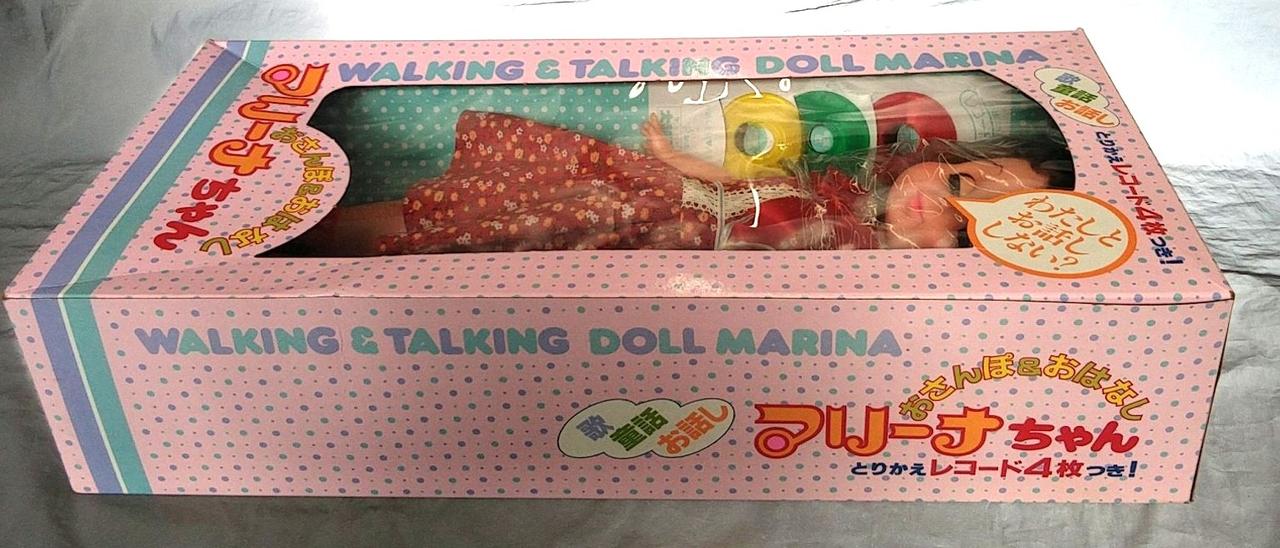 WALKING & TALKING DOLL MARINA
歌
童話
お話し
とりかえレコード4枚つき!
おさんぽ&おはなし
マリーナちゃん
わたしと
お話し
しない?
WALKING & TALKING DOLL MARINA
歌
童話
お話し
おさんぽ&おはなし
マリーナちゃん
とりかえレコード4枚つき!